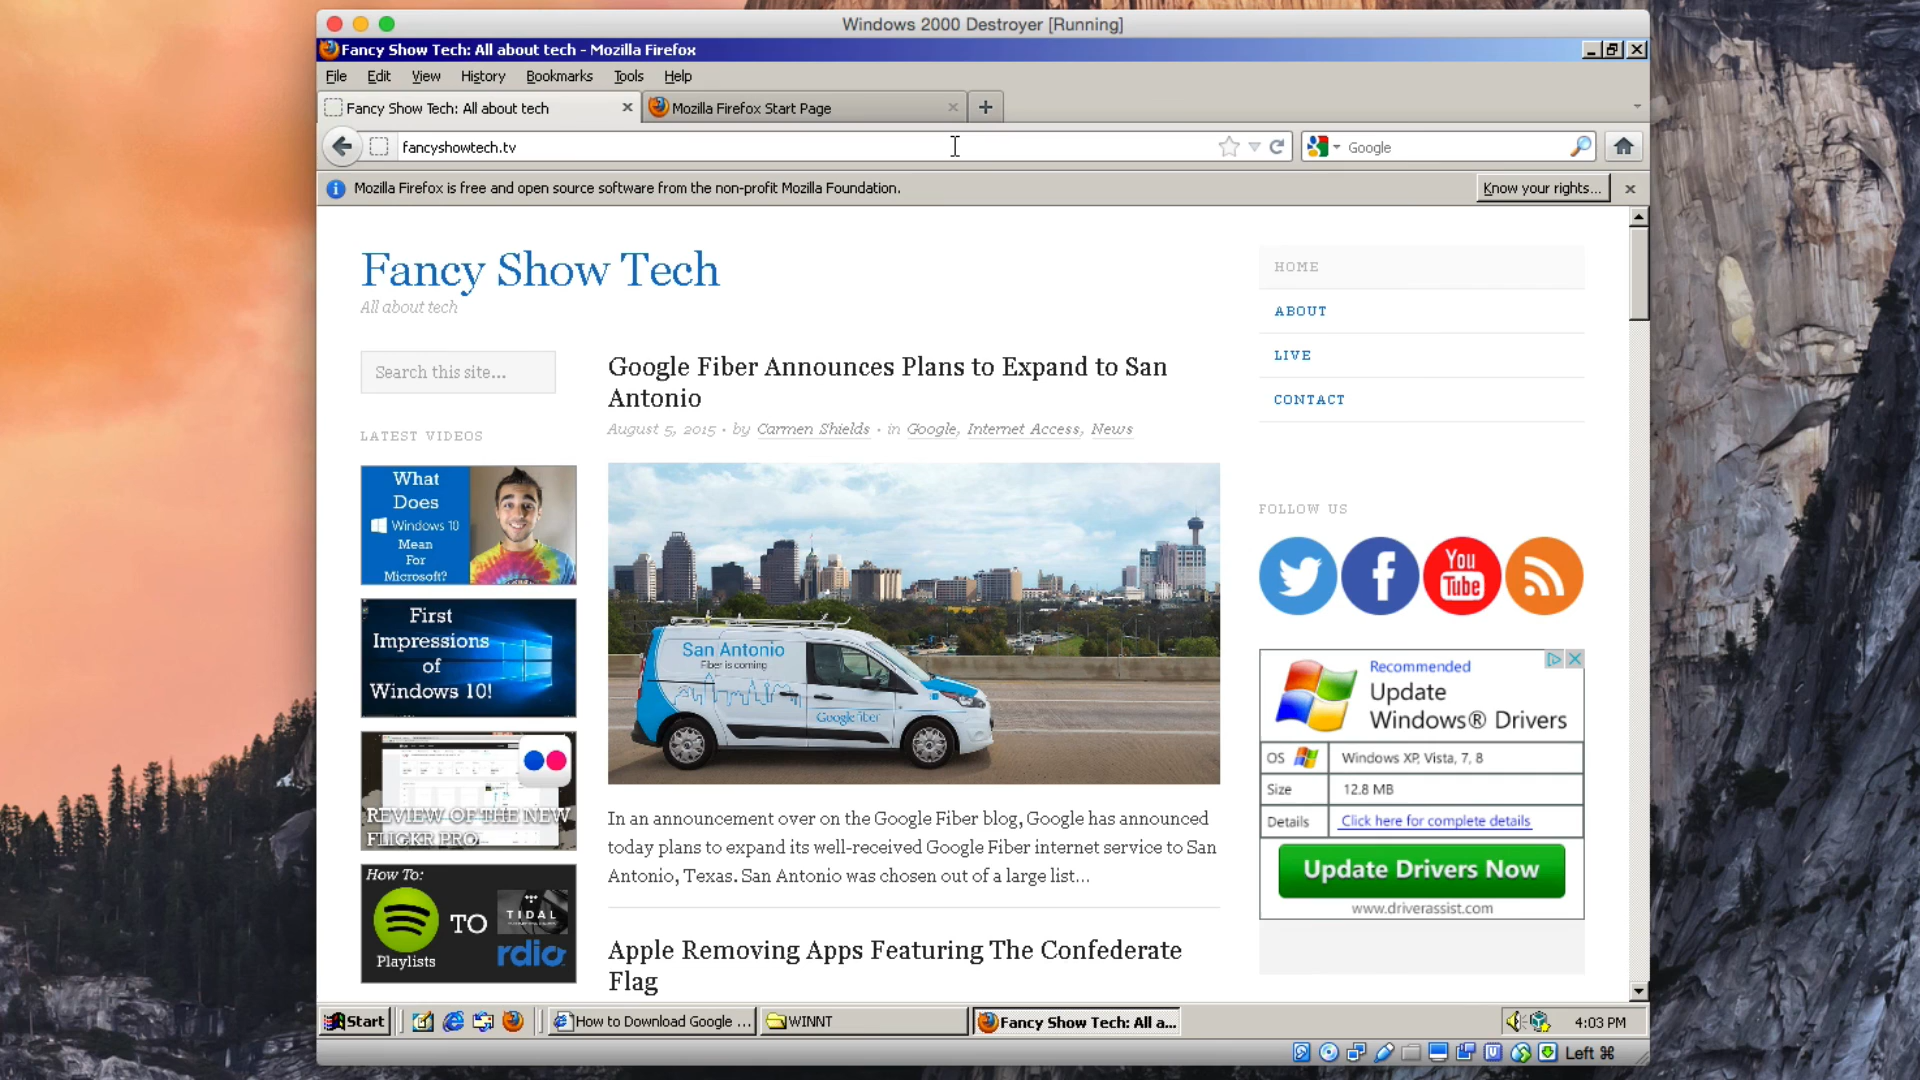 Windows 2000 Destroyer [Running]
Fancy Show Tech: All about tech - Mozilla Firefox
File Edit View History Bookmarks Tools Help
Fancy Show Tech: All about tech
Mozilla Firefox Start Page
fancyshowtech.tv
Google
Mozilla Firefox is free and open source software from the non-profit Mozilla Foundation.
Know your rights...
Fancy Show Tech
All about tech
Search this site...
LATEST VIDEOS
What
Does
Windows 10
Mean
For
Microsoft?
First
Impressions
of
Windows 10!
REVIEW OF THE NEW
FLICKR PRO
How To:
TO
TIDAL
rdio
Playlists
Google Fiber Announces Plans to Expand to San
Antonio
August 5, 2015 • by Carmen Shields • in Google, Internet Access, News
San Antonio
Fiber is coming
Google fiber
In an announcement over on the Google Fiber blog, Google has announced
today plans to expand its well-received Google Fiber internet service to San
Antonio, Texas. San Antonio was chosen out of a large list...
Apple Removing Apps Featuring The Confederate
Flag
HOME
ABOUT
LIVE
CONTACT
FOLLOW US
You
Tube
Recommended
Update
Windows® Drivers
OS Windows XP, Vista, 7, 8
Size 12.8 MB
Details Click here for complete details
Update Drivers Now
www.driverassist.com
Start
How to Download Google ...
WINNT
Fancy Show Tech: All a...
4:03 PM
Left ⌘